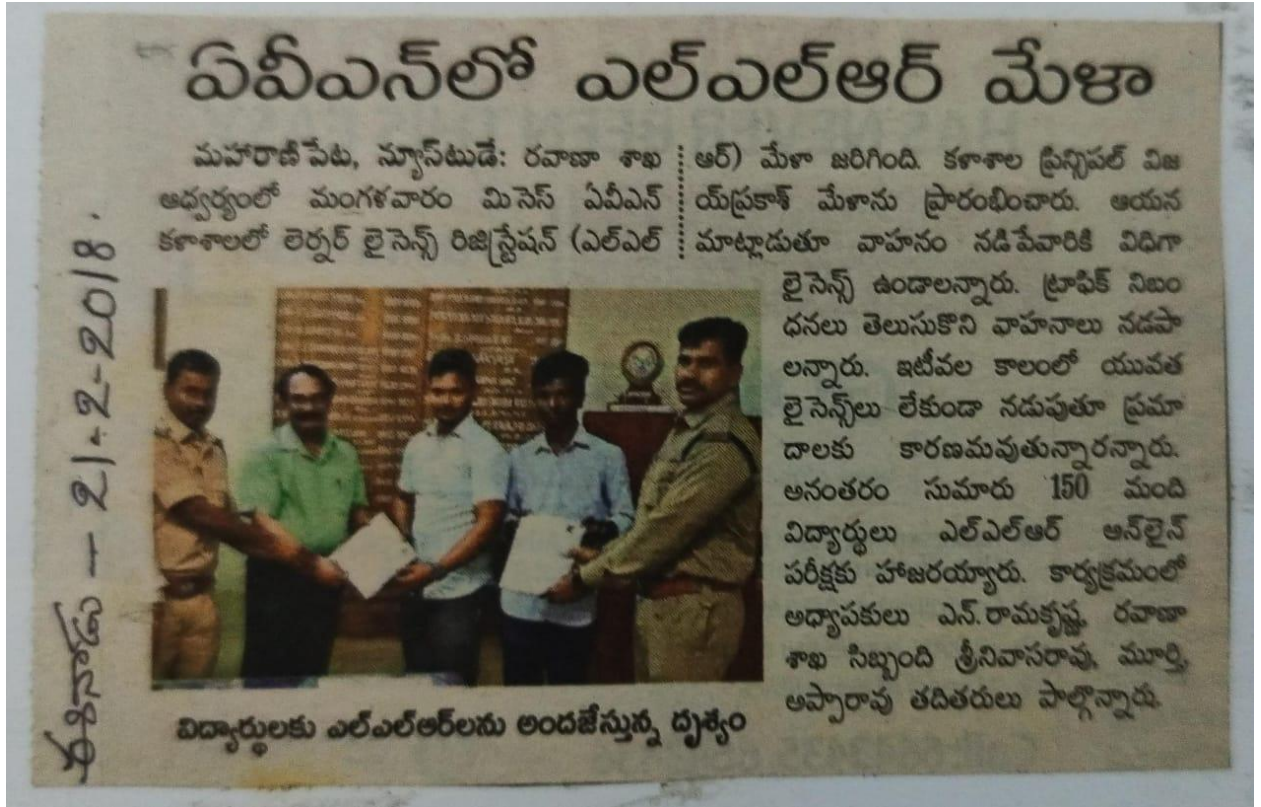 ఏవీఎన్‌లో ఎల్ఎల్ఆర్ మేళా
మహారాణిపేట, న్యూస్‌టుడే: రవాణా శాఖ
ఆధ్వర్యంలో మంగళవారం మిసెస్ ఏవీఎన్
కళాశాలలో లెర్నర్ లైసెన్స్ రిజిస్ట్రేషన్ (ఎల్ఎల్
ఆర్) మేళా జరిగింది. కళాశాల ప్రిన్సిపల్ విజ
య్‌ప్రకాశ్ మేళాను ప్రారంభించారు. ఆయన
మాట్లాడుతూ వాహనం నడిపేవారికి విధిగా
లైసెన్స్ ఉండాలన్నారు. ట్రాఫిక్ నిబం
ధనలు తెలుసుకొని వాహనాలు నడపా
లన్నారు. ఇటీవల కాలంలో యువత
లైసెన్స్‌లు లేకుండా నడుపుతూ ప్రమా
దాలకు కారణమవుతున్నారన్నారు.
అనంతరం సుమారు 150 మంది
విద్యార్థులు ఎల్ఎల్ఆర్ ఆన్‌లైన్
పరీక్షకు హాజరయ్యారు. కార్యక్రమంలో
అధ్యాపకులు ఎన్.రామకృష్ణ, రవాణా
శాఖ సిబ్బంది శ్రీనివాసరావు, మూర్తి,
అప్పారావు తదితరులు పాల్గొన్నారు.
విద్యార్థులకు ఎల్ఎల్ఆర్‌లను అందజేస్తున్న దృశ్యం
ఈనాడు - 21-2-2018.